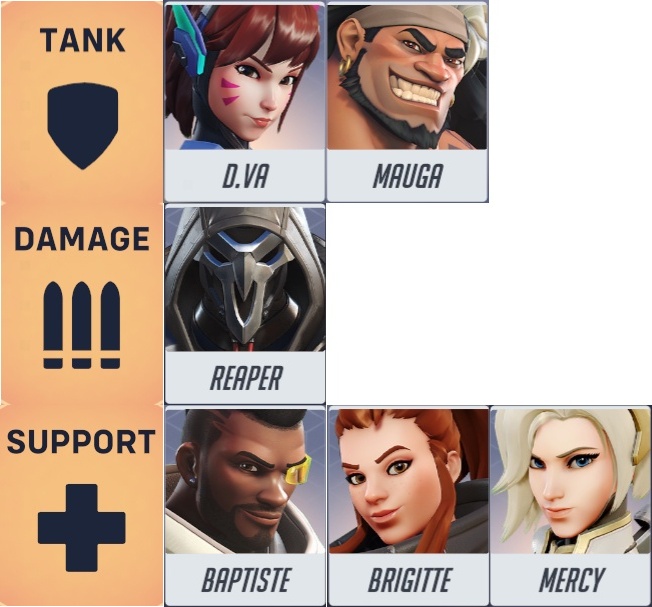 TANK
D.VA
MAUGA
DAMAGE
REAPER
SUPPORT
BAPTISTE
BRIGITTE
MERCY